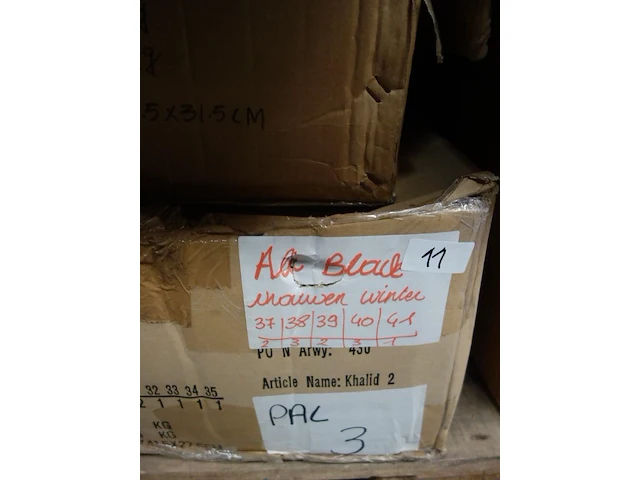 .5X31.5CM
Ali Black
11
vrouwen winter
37 38 39 40 41
2 3 2 3 1
PO N Arwy: 430
Article Name: Khalid 2
32 33 34 35
2 1 1 1 1
KG
KG
PAL
3